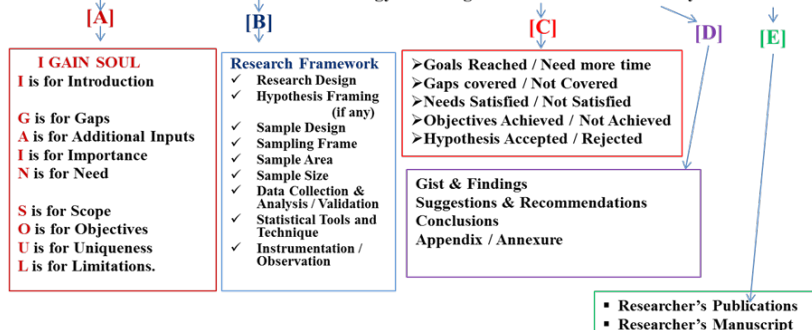 [A]
[B]
[C]
[D]
[E]
I GAIN SOUL
I is for Introduction
G is for Gaps
A is for Additional Inputs
I is for Importance
N is for Need
S is for Scope
O is for Objectives
U is for Uniqueness
L is for Limitations.
Research Framework
✓ Research Design
✓ Hypothesis Framing
(if any)
✓ Sample Design
✓ Sampling Frame
✓ Sample Area
✓ Sample Size
✓ Data Collection &
Analysis / Validation
✓ Statistical Tools and
Technique
✓ Instrumentation /
Observation
➢Goals Reached / Need more time
➢Gaps covered / Not Covered
➢Needs Satisfied / Not Satisfied
➢Objectives Achieved / Not Achieved
➢Hypothesis Accepted / Rejected
Gist & Findings
Suggestions & Recommendations
Conclusions
Appendix / Annexure
▪ Researcher's Publications
▪ Researcher's Manuscript